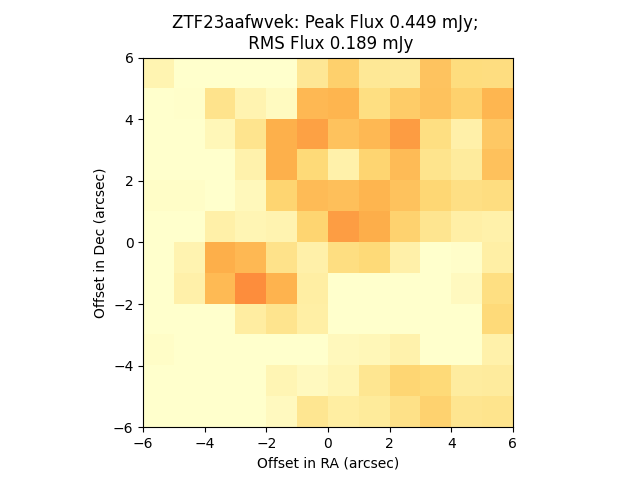 ZTF23aafwvek: Peak Flux 0.449 mJy;
RMS Flux 0.189 mJy
6
4
2
0
−2
−4
−6
Offset in Dec (arcsec)
−6 −4 −2 0 2 4 6
Offset in RA (arcsec)